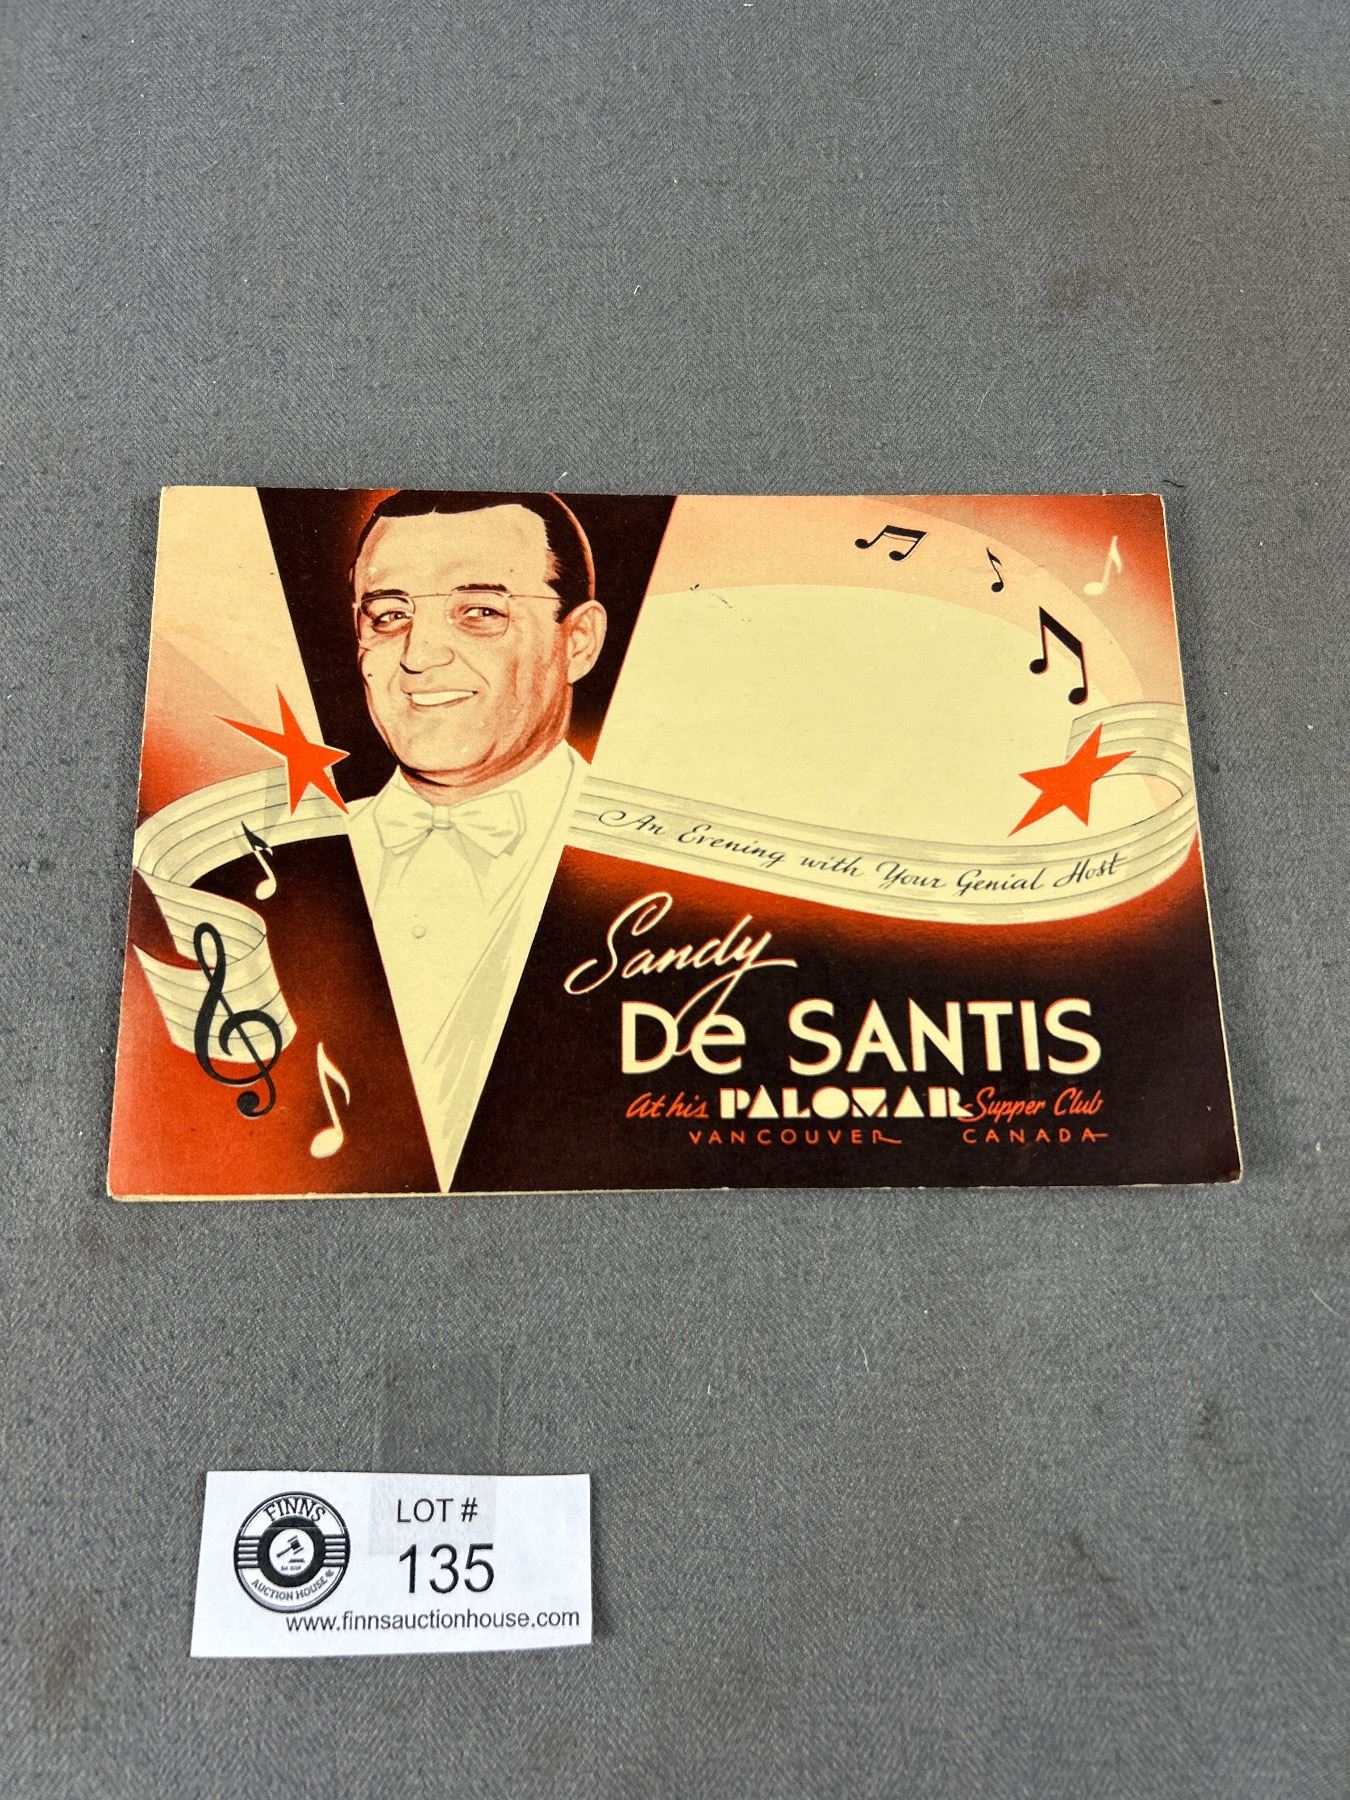 An Evening with Your Genial Host
Sandy
De SANTIS
At his PALOMAR Supper Club
VANCOUVER CANADA
FINNS
AUCTION HOUSE
LOT #
135
www.finnsauctionhouse.com